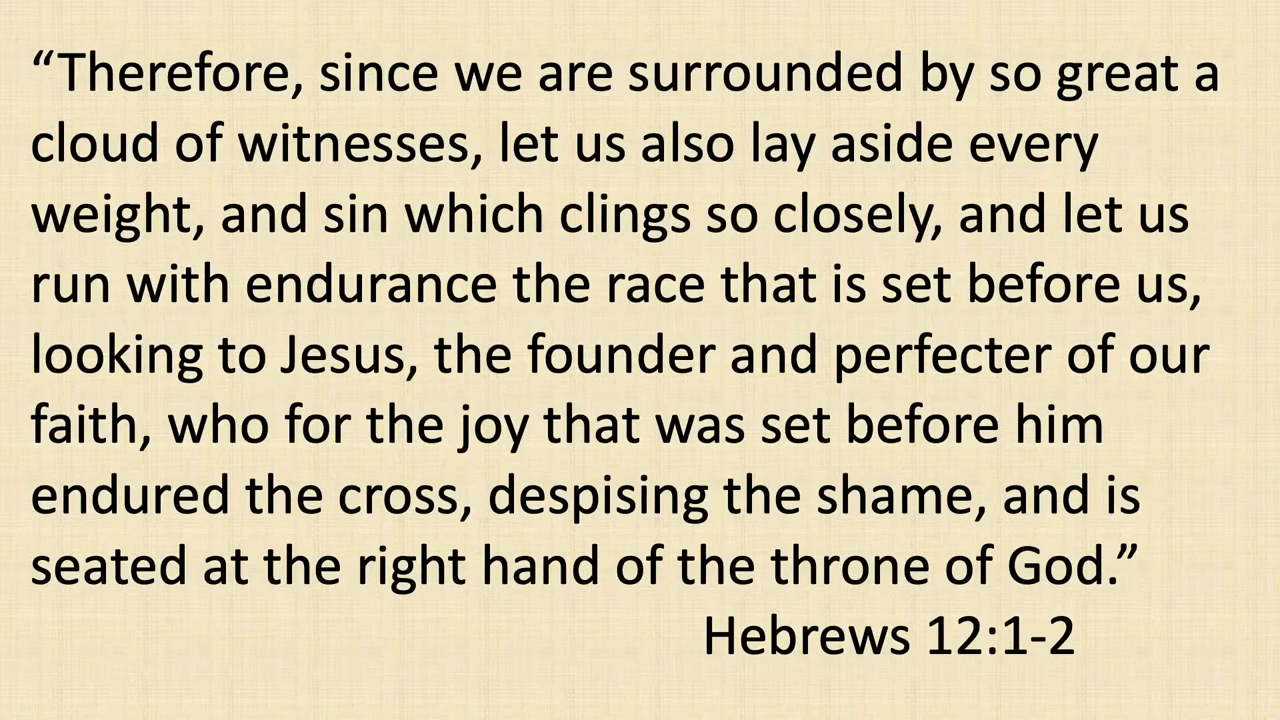 “Therefore, since we are surrounded by so great a
cloud of witnesses, let us also lay aside every
weight, and sin which clings so closely, and let us
run with endurance the race that is set before us,
looking to Jesus, the founder and perfecter of our
faith, who for the joy that was set before him
endured the cross, despising the shame, and is
seated at the right hand of the throne of God.”
Hebrews 12:1-2